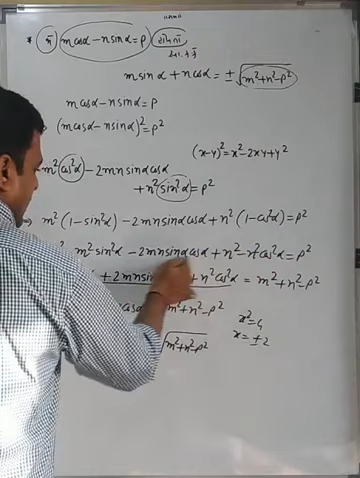 * જો m cosα - n sinα = p
m sinα + n cosα = ± √m²+n²-p²
m cosα - n sinα = p
(m cosα - n sinα)² = p²
(x-y)² = x² - 2xy + y²
m² (cos²α) - 2mn sinα cosα
+ n² (sin²α) = p²
⇒ m² (1 - sin²α) - 2mn sinα cosα + n² (1 - cos²α) = p²
m² sin²α - 2mn sinα cosα + n² - n² cos²α = p²
+ 2mn sin + n² cos²α = m² + n² - p²
cosα m² + n² - p²
x² = 4
√m²+n²-p²
x = ± 2